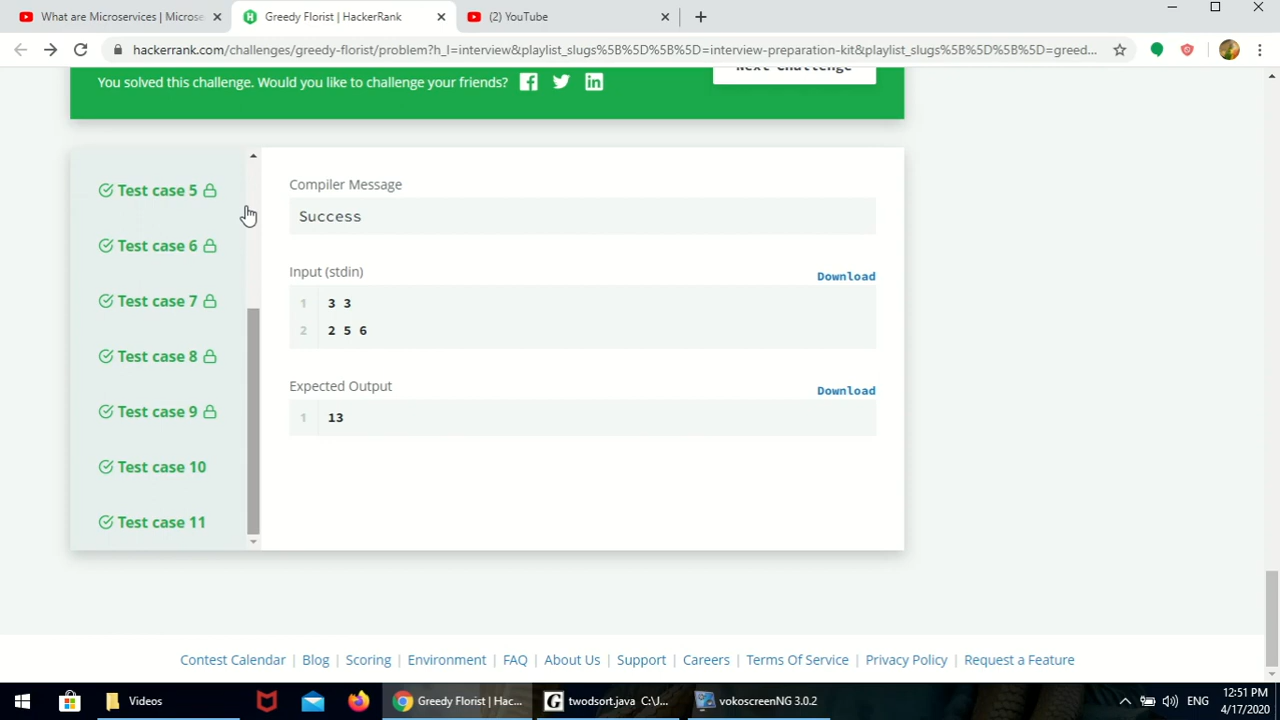 What are Microservices | Microse
Greedy Florist | HackerRank
(2) YouTube
hackerrank.com/challenges/greedy-florist/problem?h_l=interview&playlist_slugs%5B%5D%5B%5D=interview-preparation-kit&playlist_slugs%5B%5D%5B%5D=greed...
Next Challenge
You solved this challenge. Would you like to challenge your friends?
Test case 5
Test case 6
Test case 7
Test case 8
Test case 9
Test case 10
Test case 11
Compiler Message
Success
Input (stdin)
Download
1 3 3
2 2 5 6
Expected Output
Download
1 13
Contest Calendar | Blog | Scoring | Environment | FAQ | About Us | Support | Careers | Terms Of Service | Privacy Policy | Request a Feature
Videos
Greedy Florist | Hac...
twodsort.java C:\J...
vokoscreenNG 3.0.2
ENG
12:51 PM
4/17/2020